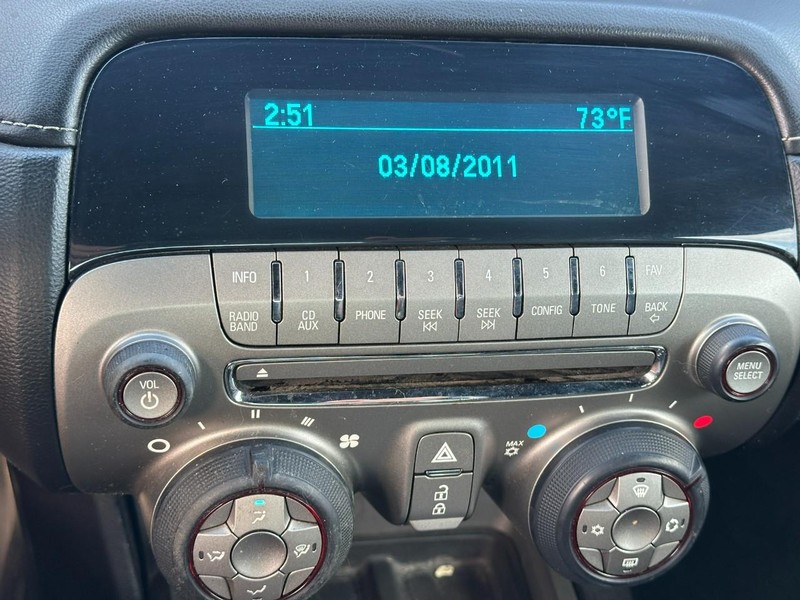 2:51 73°F
03/08/2011
INFO 1 2 3 4 5 6 FAV
RADIO BAND CD AUX PHONE SEEK SEEK CONFIG TONE BACK
VOL
MENU SELECT
MAX